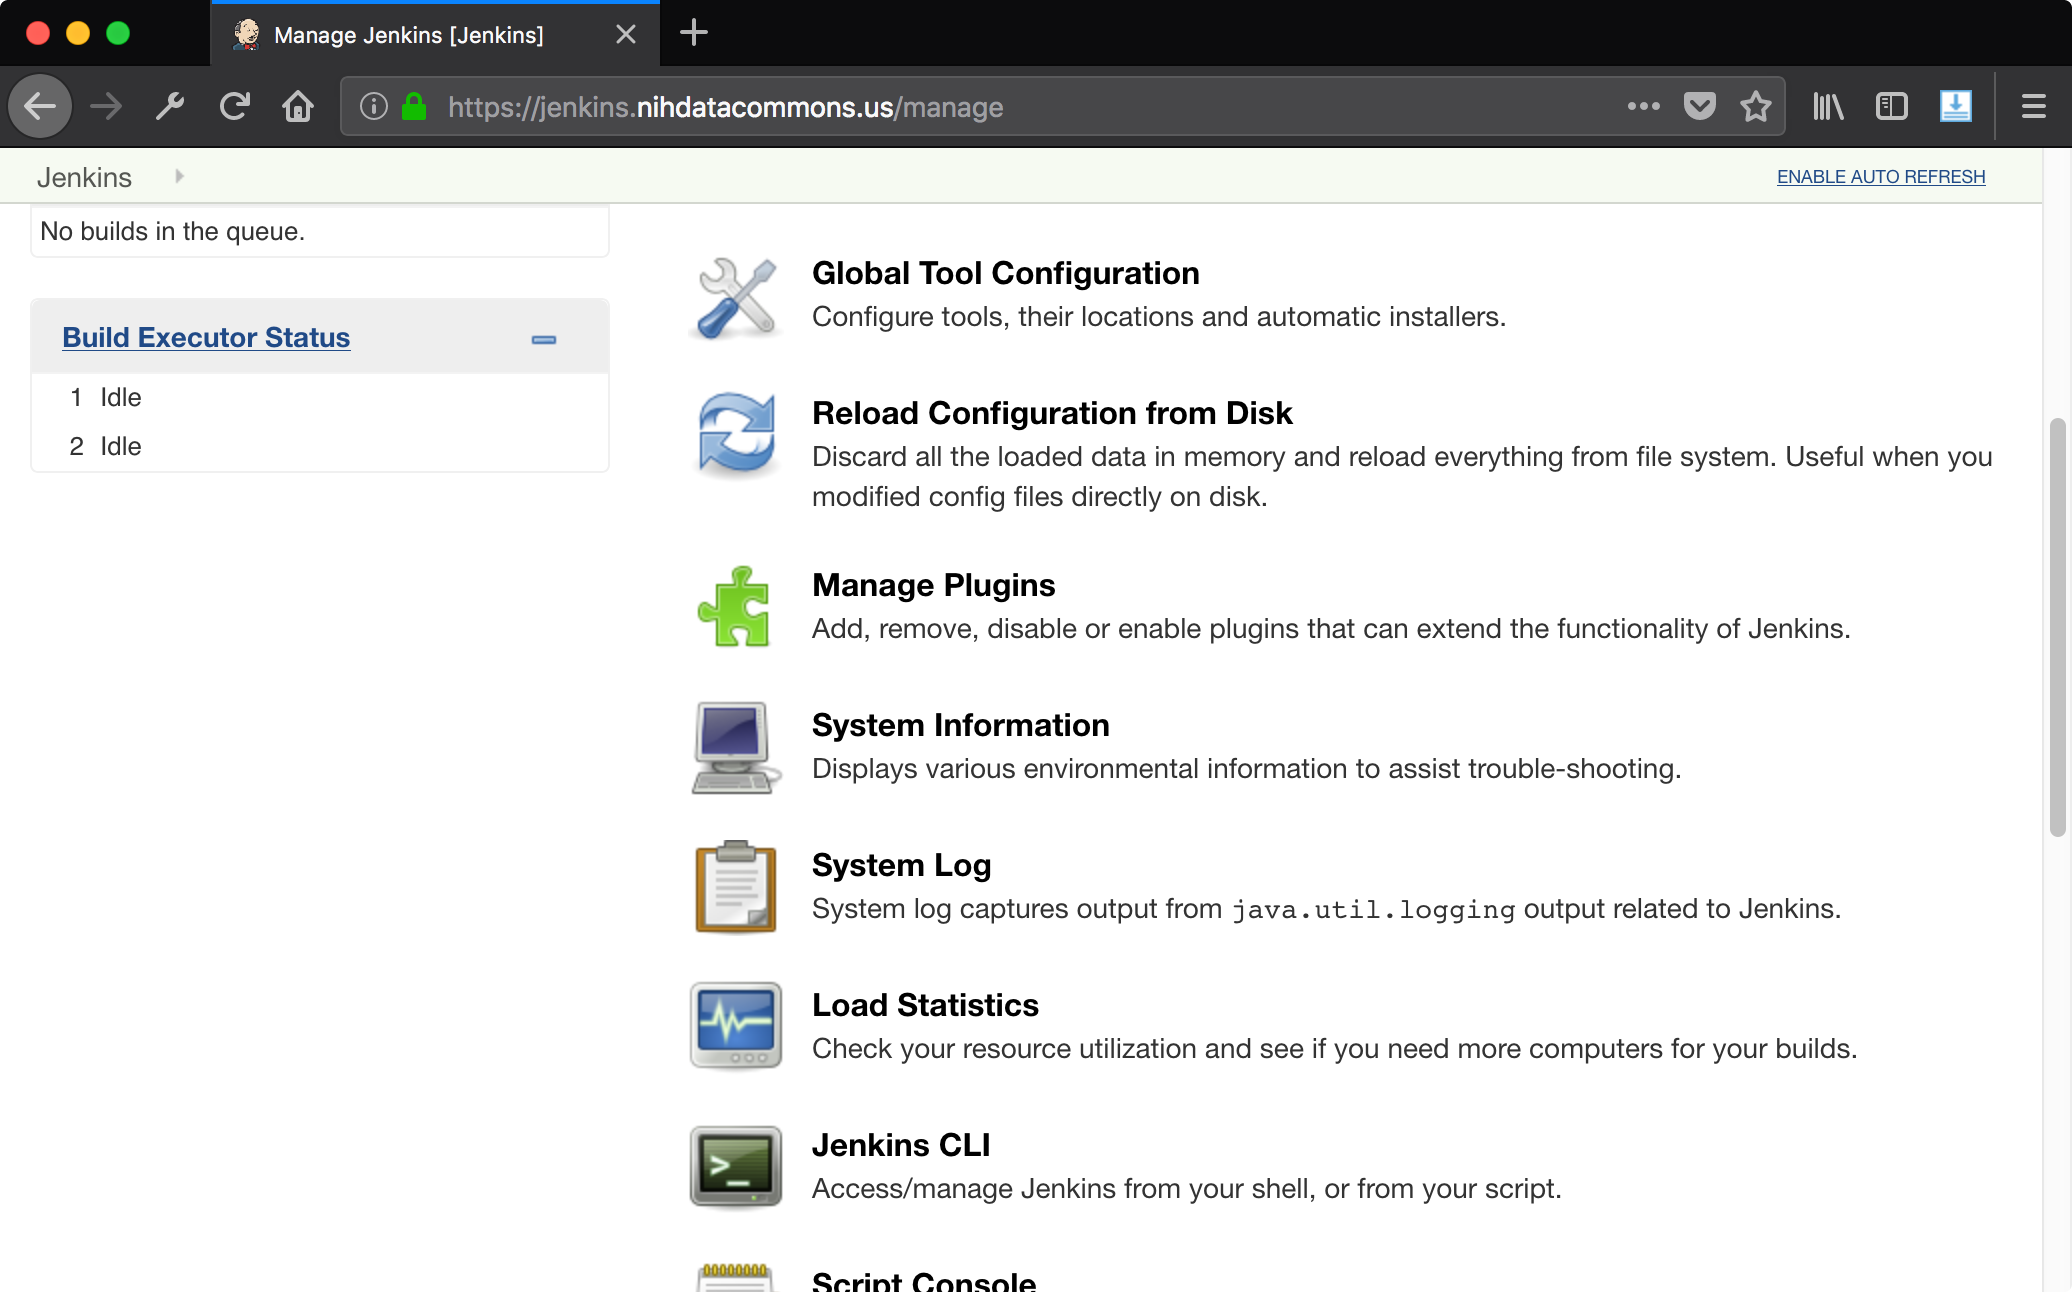 Manage Jenkins [Jenkins]
https://jenkins.nihdatacommons.us/manage
Jenkins
ENABLE AUTO REFRESH
No builds in the queue.
Build Executor Status
1 Idle
2 Idle
Global Tool Configuration
Configure tools, their locations and automatic installers.
Reload Configuration from Disk
Discard all the loaded data in memory and reload everything from file system. Useful when you
modified config files directly on disk.
Manage Plugins
Add, remove, disable or enable plugins that can extend the functionality of Jenkins.
System Information
Displays various environmental information to assist trouble-shooting.
System Log
System log captures output from java.util.logging output related to Jenkins.
Load Statistics
Check your resource utilization and see if you need more computers for your builds.
Jenkins CLI
Access/manage Jenkins from your shell, or from your script.
Script Console